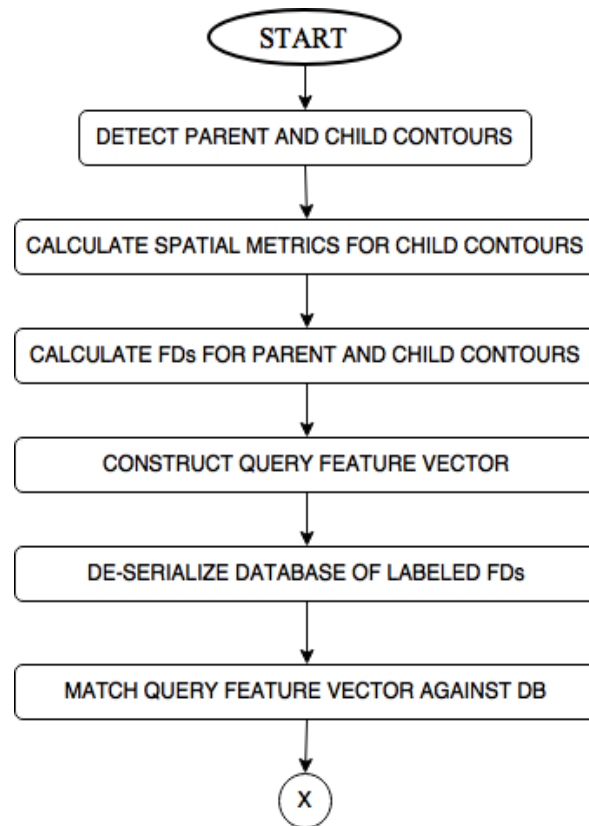 START
DETECT PARENT AND CHILD CONTOURS
CALCULATE SPATIAL METRICS FOR CHILD CONTOURS
CALCULATE FDs FOR PARENT AND CHILD CONTOURS
CONSTRUCT QUERY FEATURE VECTOR
DE-SERIALIZE DATABASE OF LABELED FDs
MATCH QUERY FEATURE VECTOR AGAINST DB
X